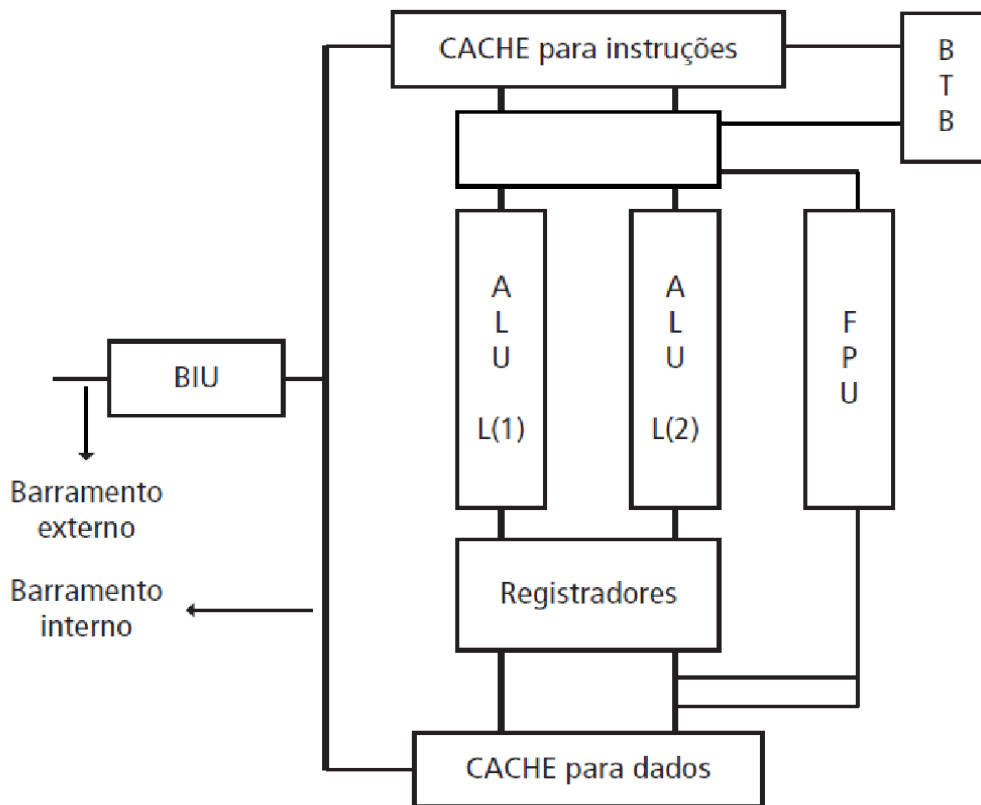 CACHE para instruções
B
T
B
A
L
U
L(1)
A
L
U
L(2)
F
P
U
BIU
Barramento
externo
Barramento
interno
Registradores
CACHE para dados